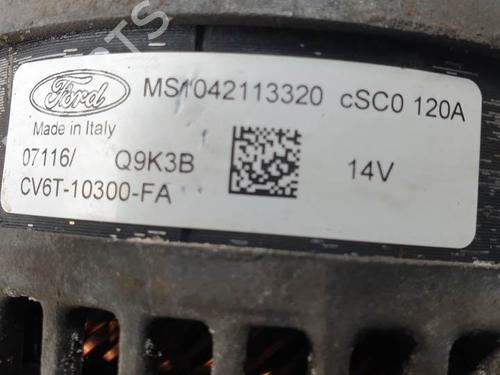 Ford
MS1042113320 cSC0 120A
Made in Italy
07116/ Q9K3B 14V
CV6T-10300-FA